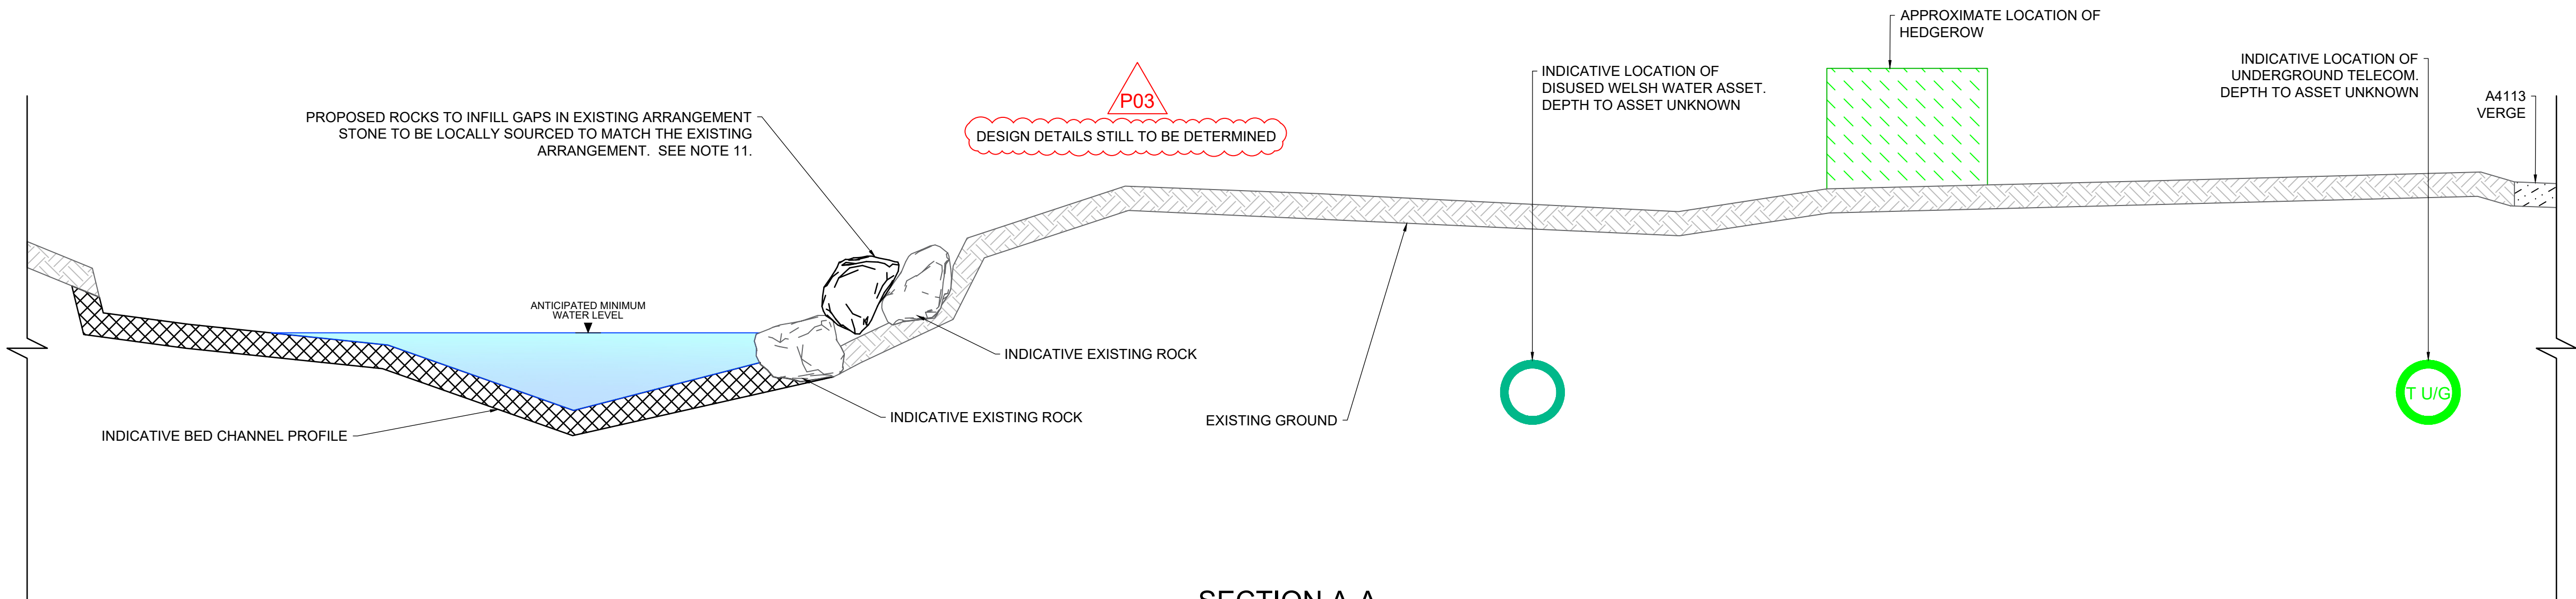 APPROXIMATE LOCATION OF
HEDGEROW
INDICATIVE LOCATION OF
UNDERGROUND TELECOM.
DEPTH TO ASSET UNKNOWN
INDICATIVE LOCATION OF
DISUSED WELSH WATER ASSET.
DEPTH TO ASSET UNKNOWN
A4113
VERGE
P03
DESIGN DETAILS STILL TO BE DETERMINED
PROPOSED ROCKS TO INFILL GAPS IN EXISTING ARRANGEMENT
STONE TO BE LOCALLY SOURCED TO MATCH THE EXISTING
ARRANGEMENT. SEE NOTE 11.
ANTICIPATED MINIMUM
WATER LEVEL
INDICATIVE EXISTING ROCK
INDICATIVE EXISTING ROCK
EXISTING GROUND
T U/G
INDICATIVE BED CHANNEL PROFILE
SECTION A-A